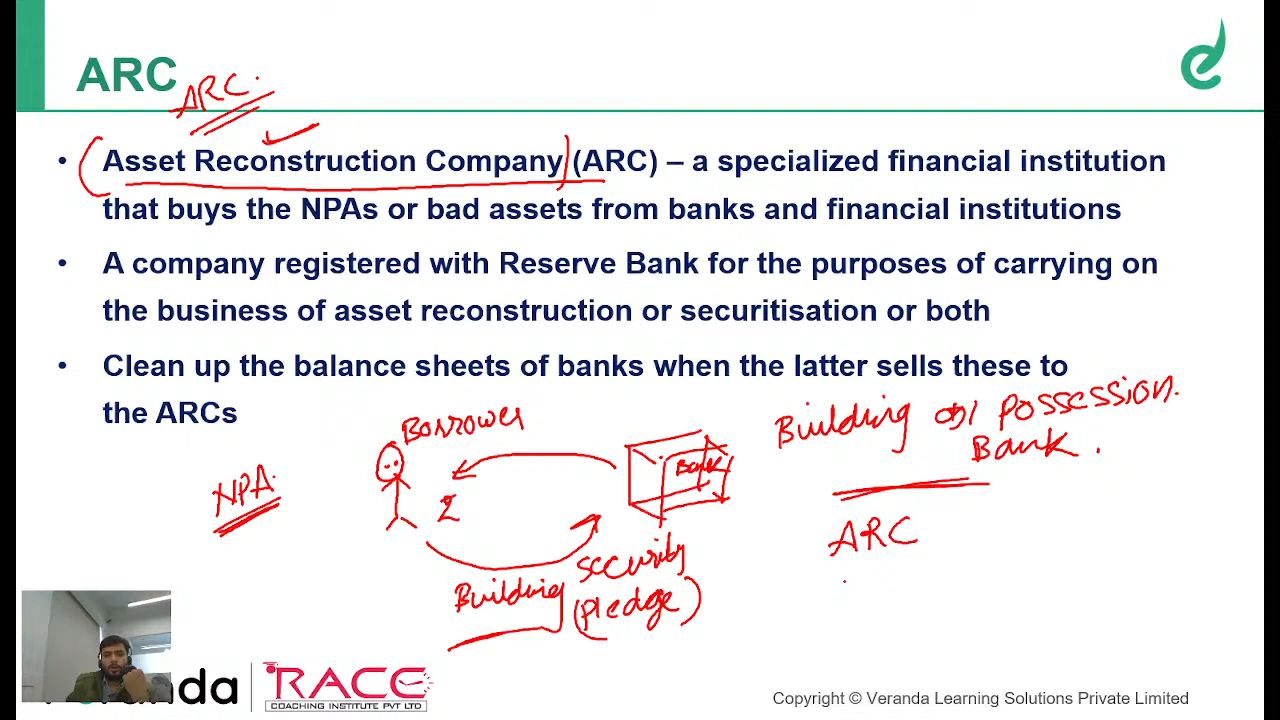 ARC
ARC.
• Asset Reconstruction Company (ARC) – a specialized financial institution
that buys the NPAs or bad assets from banks and financial institutions
• A company registered with Reserve Bank for the purposes of carrying on
the business of asset reconstruction or securitisation or both
• Clean up the balance sheets of banks when the latter sells these to
the ARCs
Borrower
Bank
Building possession.
Bank.
NPA
ARC
Building security
(pledge)
RACE
COACHING INSTITUTE PVT LTD
Copyright © Veranda Learning Solutions Private Limited